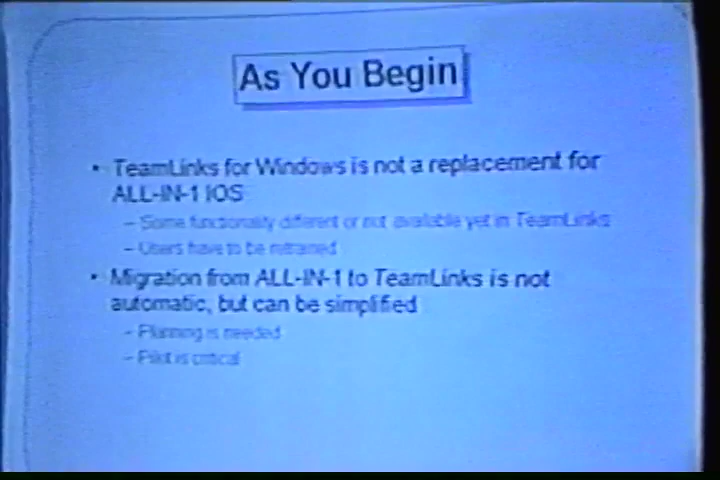 As You Begin
• TeamLinks for Windows is not a replacement for
ALL-IN-1 IOS
– Some functionality different or not available yet in TeamLinks
– Users have to be retrained
• Migration from ALL-IN-1 to TeamLinks is not
automatic, but can be simplified
– Planning is needed
– Pilot is critical